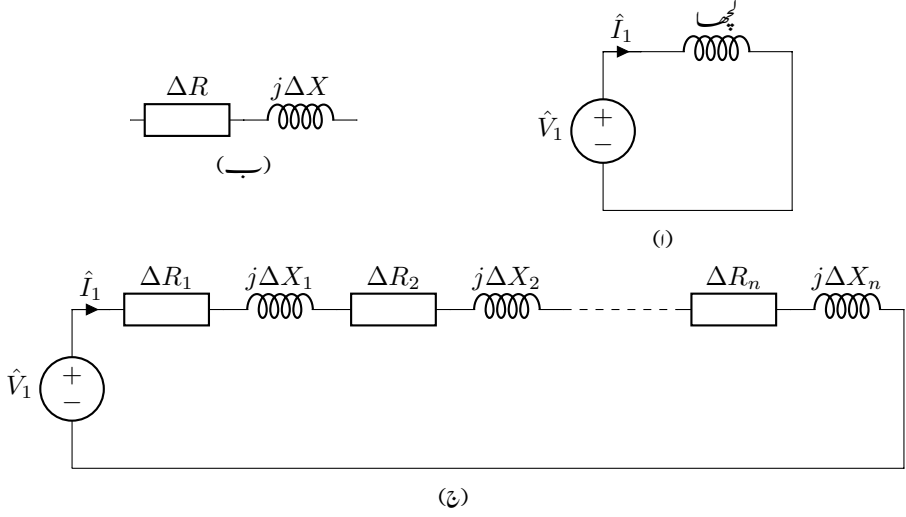 لچھا
Î₁
V̂₁
+
−
(ا)
ΔR
jΔX
(ب)
Î₁
ΔR₁
jΔX₁
ΔR₂
jΔX₂
ΔRₙ
jΔXₙ
V̂₁
+
−
(ج)